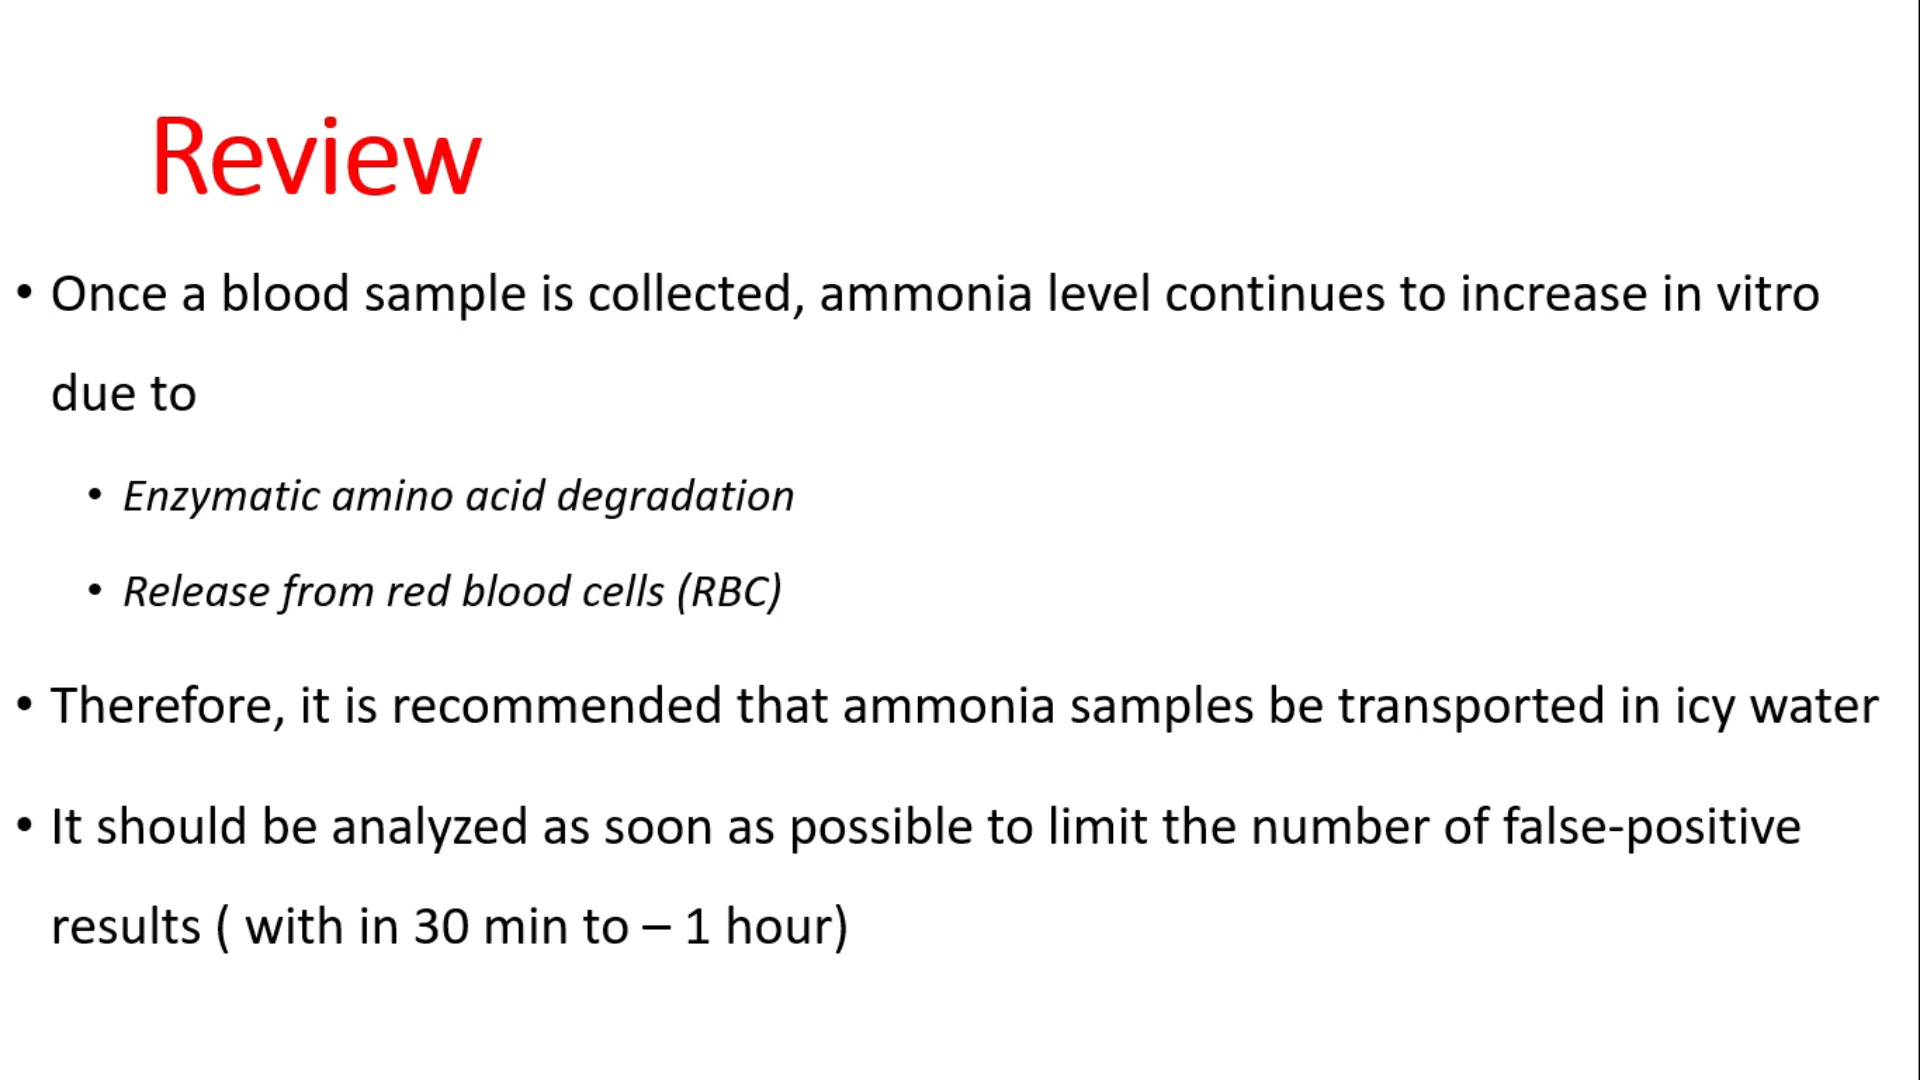 Review
• Once a blood sample is collected, ammonia level continues to increase in vitro
due to
• Enzymatic amino acid degradation
• Release from red blood cells (RBC)
• Therefore, it is recommended that ammonia samples be transported in icy water
• It should be analyzed as soon as possible to limit the number of false-positive
results ( with in 30 min to – 1 hour)